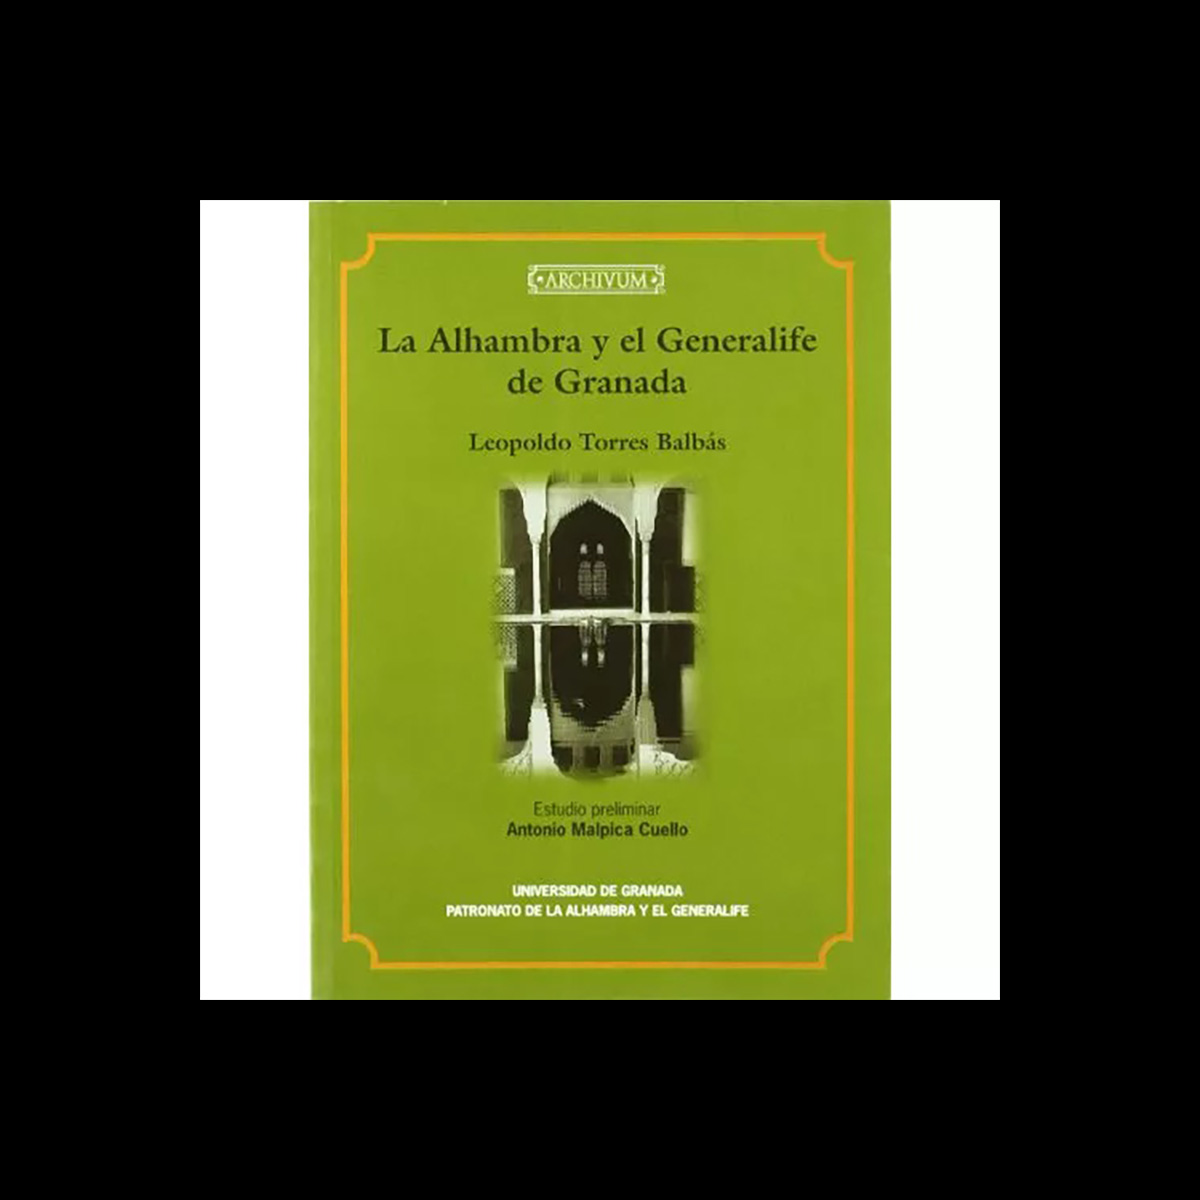 ARCHIVUM
La Alhambra y el Generalife
de Granada
Leopoldo Torres Balbás
Estudio preliminar
Antonio Malpica Cuello
UNIVERSIDAD DE GRANADA
PATRONATO DE LA ALHAMBRA Y EL GENERALIFE